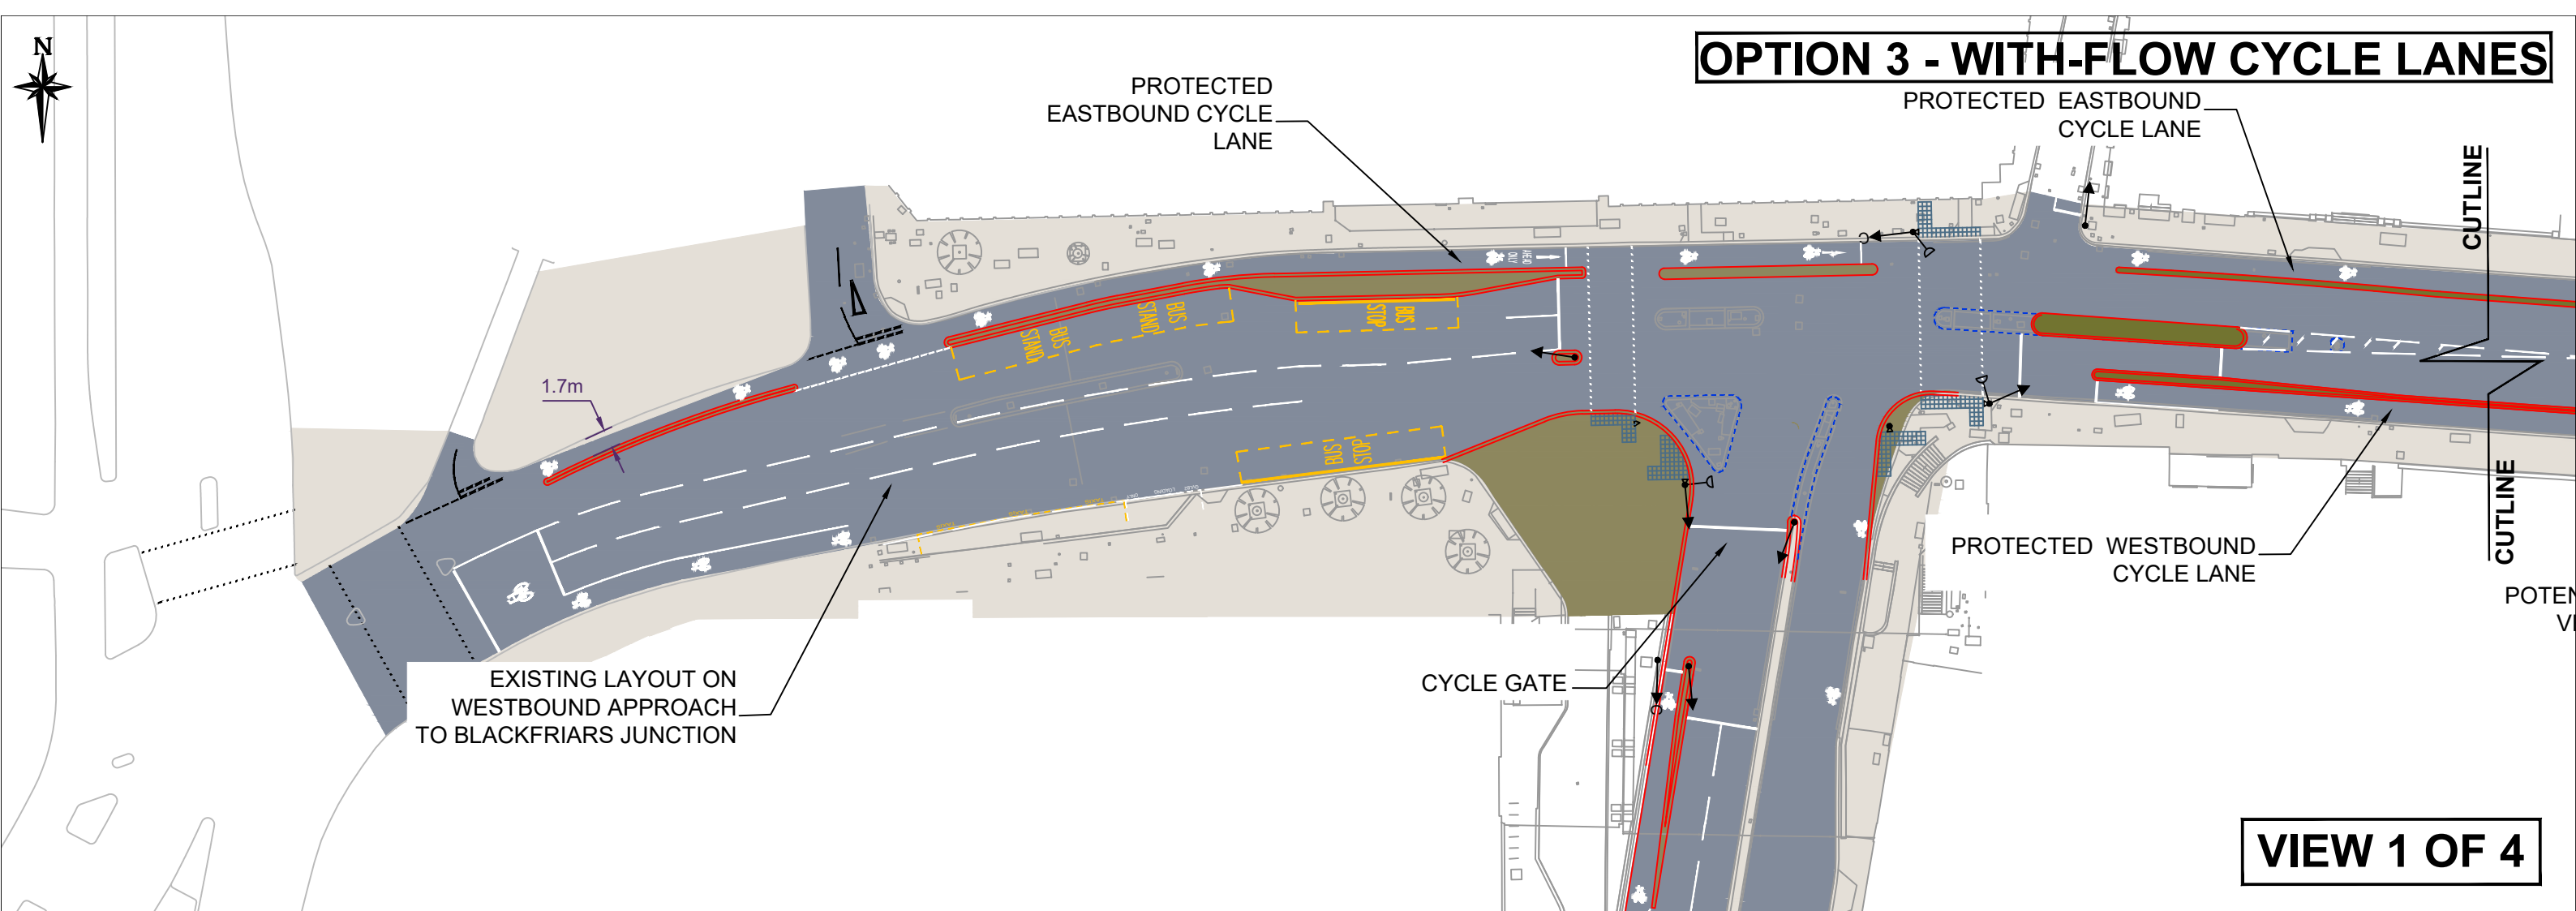 N
OPTION 3 - WITH-FLOW CYCLE LANES
PROTECTED
EASTBOUND CYCLE
LANE
PROTECTED EASTBOUND
CYCLE LANE
CUTLINE
AHEAD
ONLY
BUS
STAND
BUS
STAND
BUS
STOP
1.7m
BUS
STOP
CUTLINE
PROTECTED WESTBOUND
CYCLE LANE
EXISTING LAYOUT ON
WESTBOUND APPROACH
TO BLACKFRIARS JUNCTION
CYCLE GATE
VIEW 1 OF 4